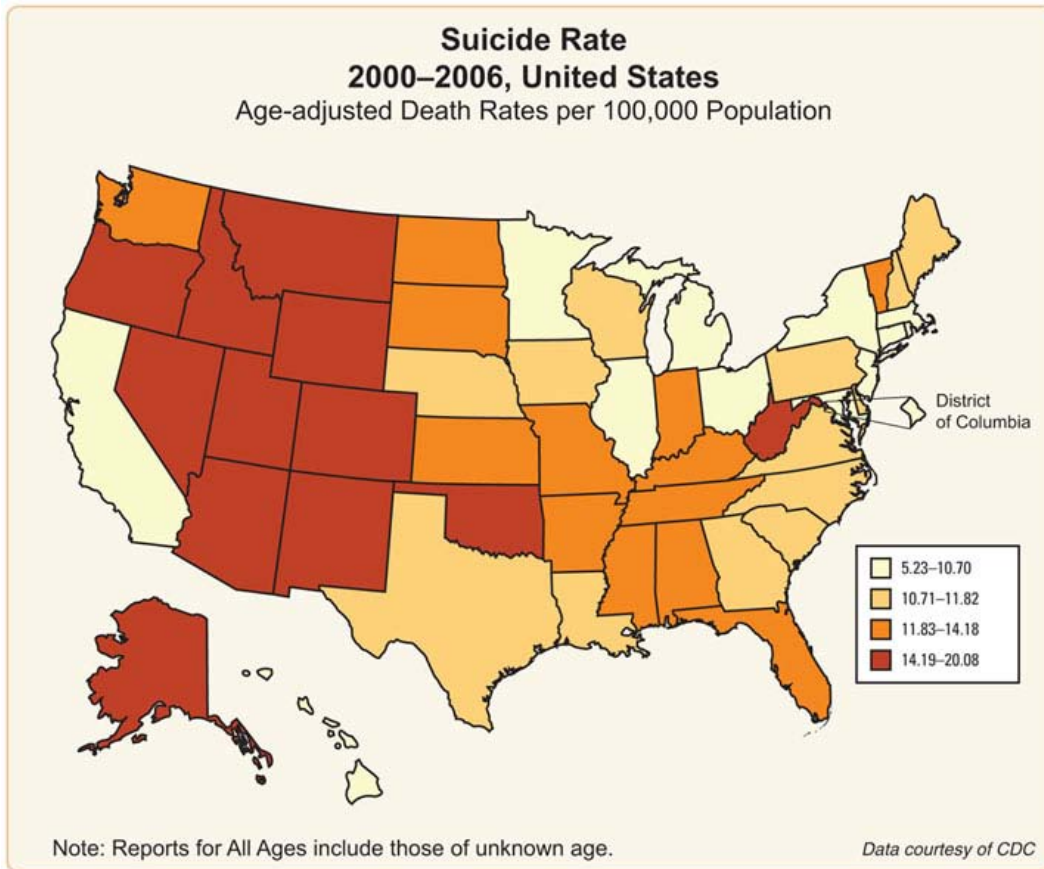 Suicide Rate
2000–2006, United States
Age-adjusted Death Rates per 100,000 Population
District
of Columbia
5.23–10.70
10.71–11.82
11.83–14.18
14.19–20.08
Note: Reports for All Ages include those of unknown age.
Data courtesy of CDC